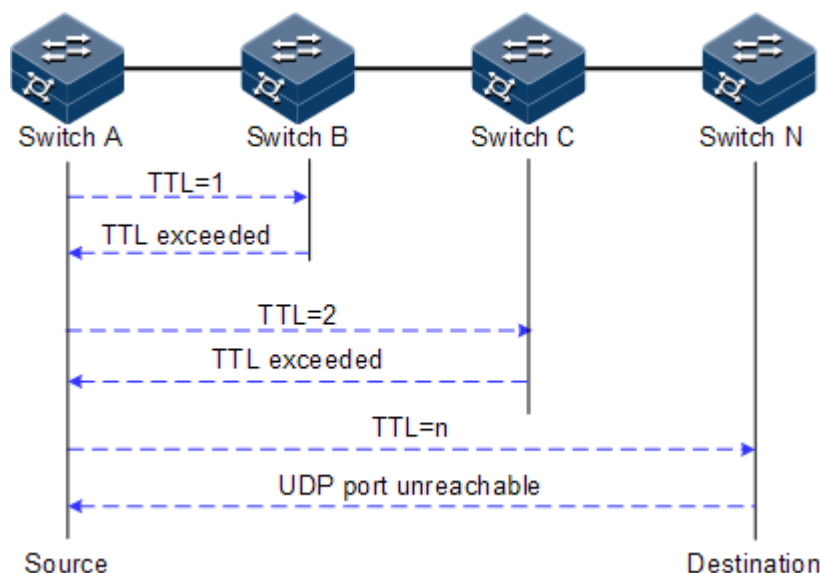 Switch A
Switch B
Switch C
Switch N
TTL=1
TTL exceeded
TTL=2
TTL exceeded
TTL=n
UDP port unreachable
Source
Destination